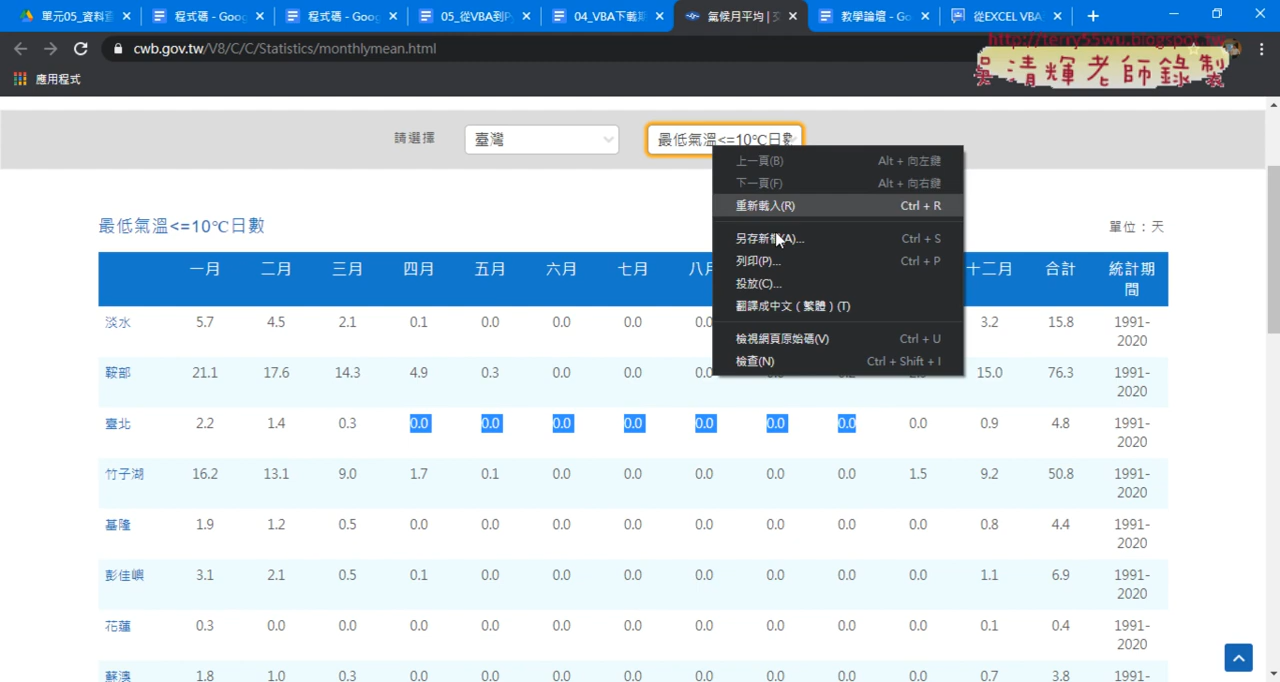 單元05_資料
程式碼 - Goog
程式碼 - Goog
05_從VBA到P
04_VBA下載
氣候月平均 |
教學論壇 - Go
從EXCEL VBA
cwb.gov.tw/V8/C/C/Statistics/monthlymean.html
http://terry55wu.blogspot.tw
吳清輝老師錄製
應用程式
請選擇
臺灣
最低氣溫<=10℃日數
上一頁(B) Alt + 向左鍵
下一頁(F) Alt + 向右鍵
重新載入(R) Ctrl + R
另存新檔(A)... Ctrl + S
列印(P)... Ctrl + P
投放(C)...
翻譯成中文 ( 繁體 ) (T)
檢視網頁原始碼(V) Ctrl + U
檢查(N) Ctrl + Shift + I
最低氣溫<=10℃日數
單位：天
一月 二月 三月 四月 五月 六月 七月 八月 十二月 合計 統計期間
淡水 5.7 4.5 2.1 0.1 0.0 0.0 0.0 0.0 3.2 15.8 1991-2020
鞍部 21.1 17.6 14.3 4.9 0.3 0.0 0.0 0.0 15.0 76.3 1991-2020
臺北 2.2 1.4 0.3 0.0 0.0 0.0 0.0 0.0 0.0 0.0 0.0 0.9 4.8 1991-2020
竹子湖 16.2 13.1 9.0 1.7 0.1 0.0 0.0 0.0 0.0 0.0 1.5 9.2 50.8 1991-2020
基隆 1.9 1.2 0.5 0.0 0.0 0.0 0.0 0.0 0.0 0.0 0.0 0.8 4.4 1991-2020
彭佳嶼 3.1 2.1 0.5 0.1 0.0 0.0 0.0 0.0 0.0 0.0 0.0 1.1 6.9 1991-2020
花蓮 0.3 0.0 0.0 0.0 0.0 0.0 0.0 0.0 0.0 0.0 0.0 0.1 0.4 1991-2020
蘇澳 1.8 1.0 0.3 0.0 0.0 0.0 0.0 0.0 0.0 0.0 0.0 0.7 3.8 1991-